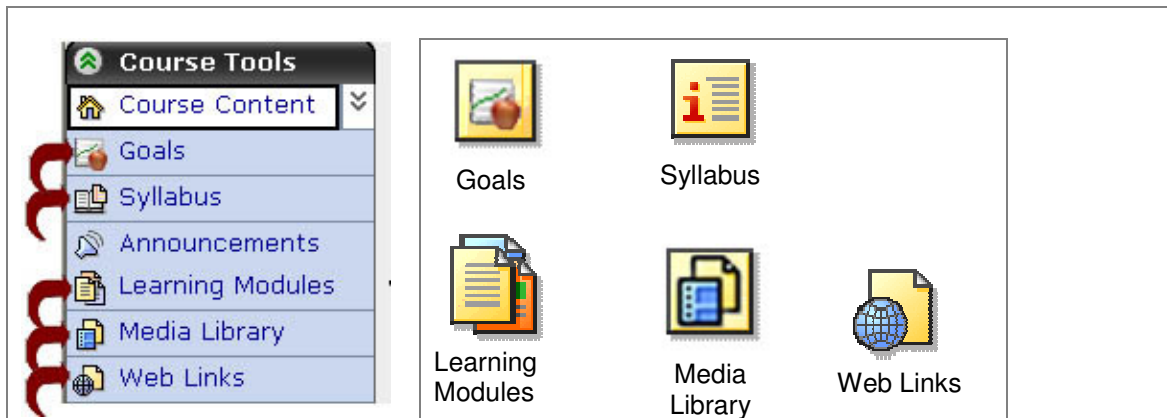 Course Tools
Course Content
Goals
Syllabus
Announcements
Learning Modules
Media Library
Web Links
Goals
Syllabus
Learning
Modules
Media
Library
Web Links